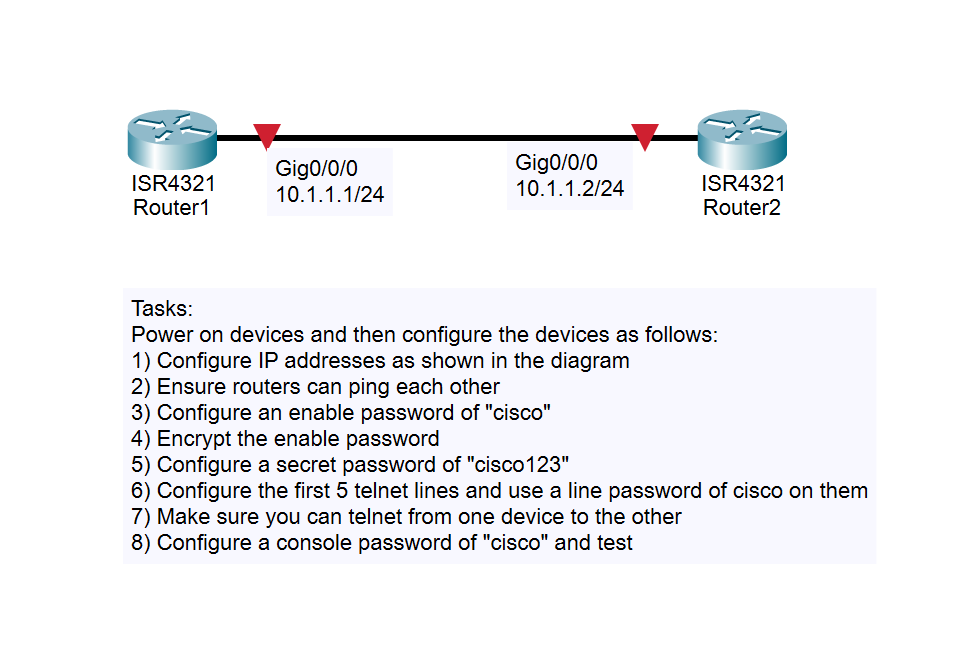 Gig0/0/0
10.1.1.1/24
Gig0/0/0
10.1.1.2/24
ISR4321
Router1
ISR4321
Router2
Tasks:
Power on devices and then configure the devices as follows:
1) Configure IP addresses as shown in the diagram
2) Ensure routers can ping each other
3) Configure an enable password of "cisco"
4) Encrypt the enable password
5) Configure a secret password of "cisco123"
6) Configure the first 5 telnet lines and use a line password of cisco on them
7) Make sure you can telnet from one device to the other
8) Configure a console password of "cisco" and test